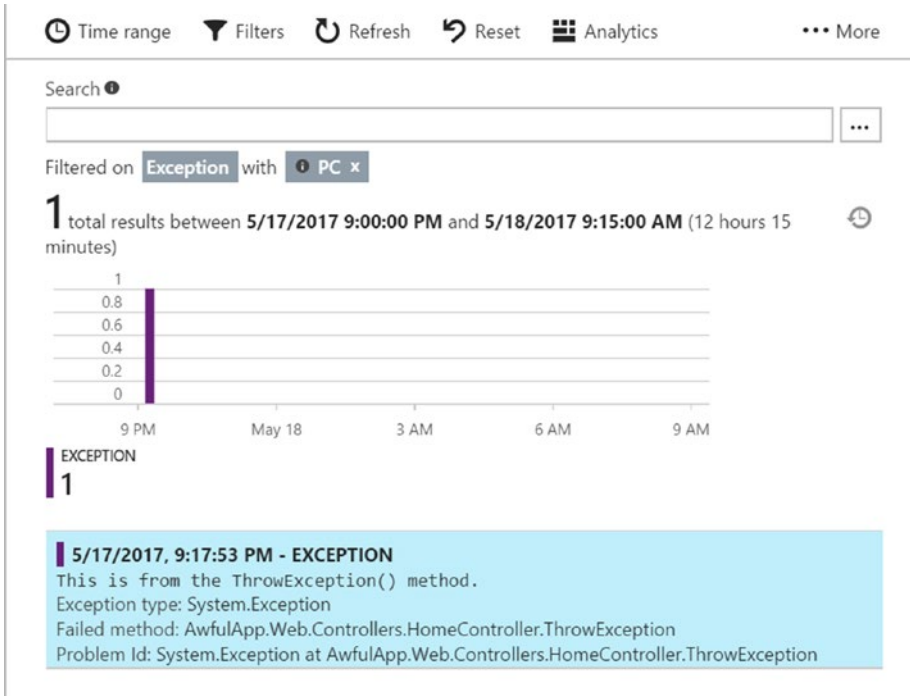 Time range Filters Refresh Reset Analytics ••• More
Search
...
Filtered on Exception with PC x
1 total results between 5/17/2017 9:00:00 PM and 5/18/2017 9:15:00 AM (12 hours 15
minutes)
1
0.8
0.6
0.4
0.2
0
9 PM May 18 3 AM 6 AM 9 AM
EXCEPTION
1
5/17/2017, 9:17:53 PM - EXCEPTION
This is from the ThrowException() method.
Exception type: System.Exception
Failed method: AwfulApp.Web.Controllers.HomeController.ThrowException
Problem Id: System.Exception at AwfulApp.Web.Controllers.HomeController.ThrowException